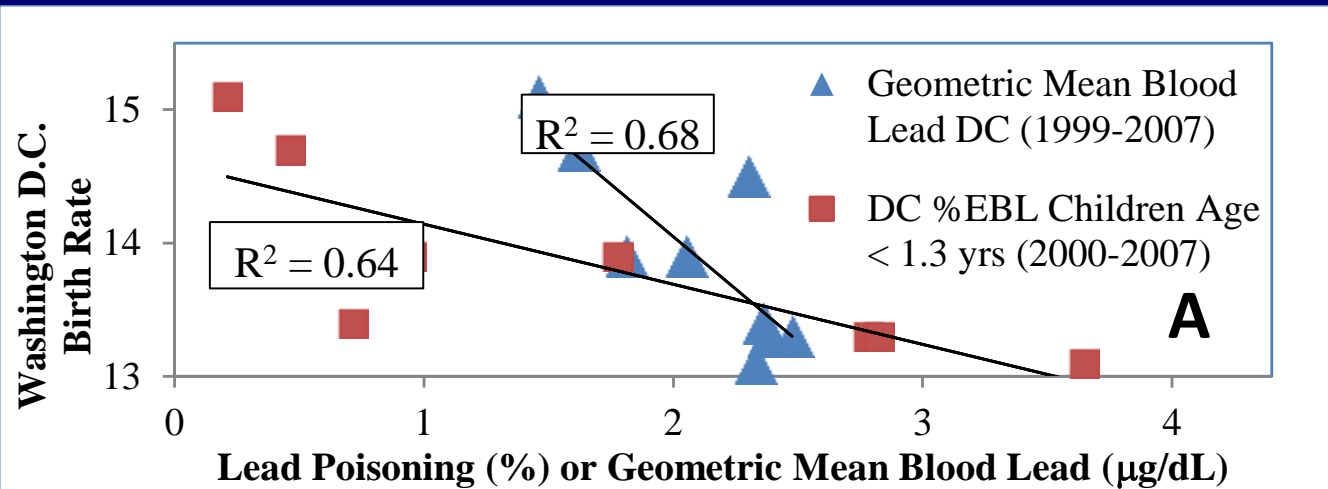 Washington D.C.
Birth Rate
15
14
13
R² = 0.68
R² = 0.64
Geometric Mean Blood
Lead DC (1999-2007)
DC %EBL Children Age
< 1.3 yrs (2000-2007)
A
0 1 2 3 4
Lead Poisoning (%) or Geometric Mean Blood Lead (µg/dL)